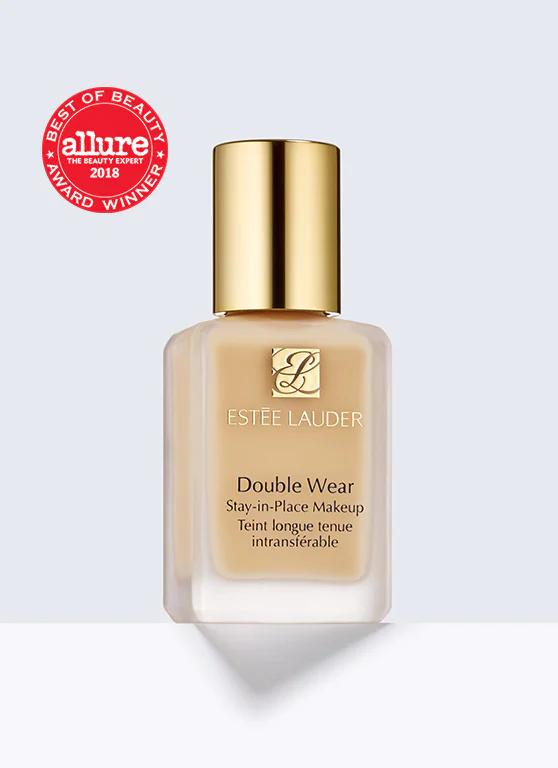 BEST OF BEAUTY
allure
THE BEAUTY EXPERT
2018
AWARD WINNER
ESTĒE LAUDER
Double Wear
Stay-in-Place Makeup
Teint longue tenue
intransférable